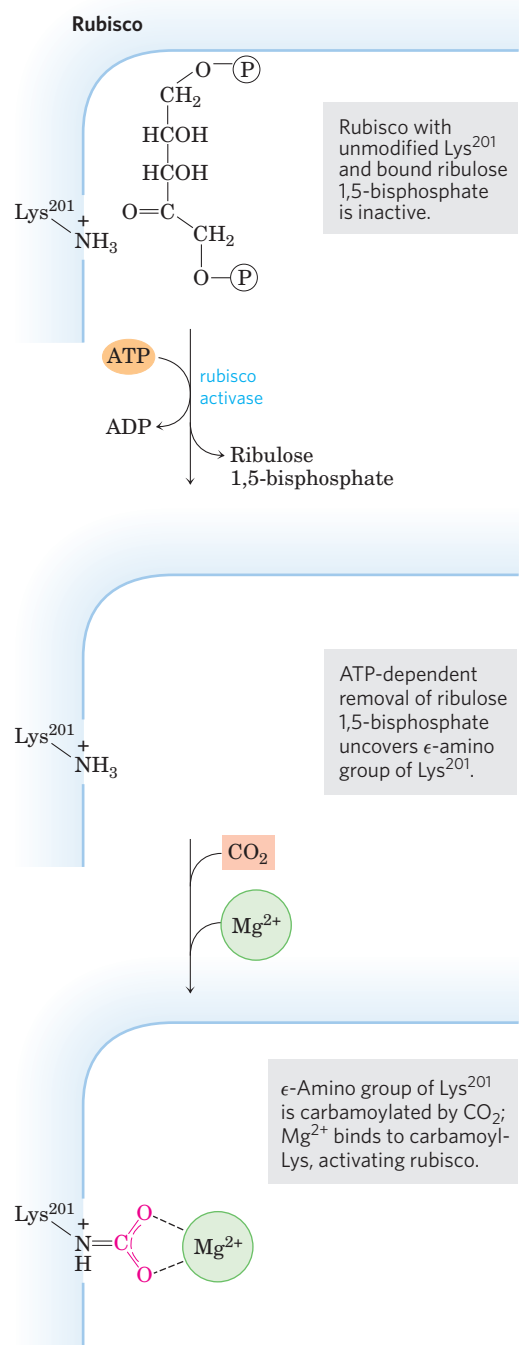 Rubisco
O—Ⓟ
CH₂
HCOH
HCOH
O=C
CH₂
O—Ⓟ
Lys²⁰¹
+
NH₃
Rubisco with
unmodified Lys²⁰¹
and bound ribulose
1,5-bisphosphate
is inactive.
ATP
rubisco
activase
ADP
Ribulose
1,5-bisphosphate
Lys²⁰¹
+
NH₃
ATP-dependent
removal of ribulose
1,5-bisphosphate
uncovers ϵ-amino
group of Lys²⁰¹.
CO₂
Mg²⁺
ϵ-Amino group of Lys²⁰¹
is carbamoylated by CO₂;
Mg²⁺ binds to carbamoyl-
Lys, activating rubisco.
Lys²⁰¹
+
O
N=C
H
O
Mg²⁺